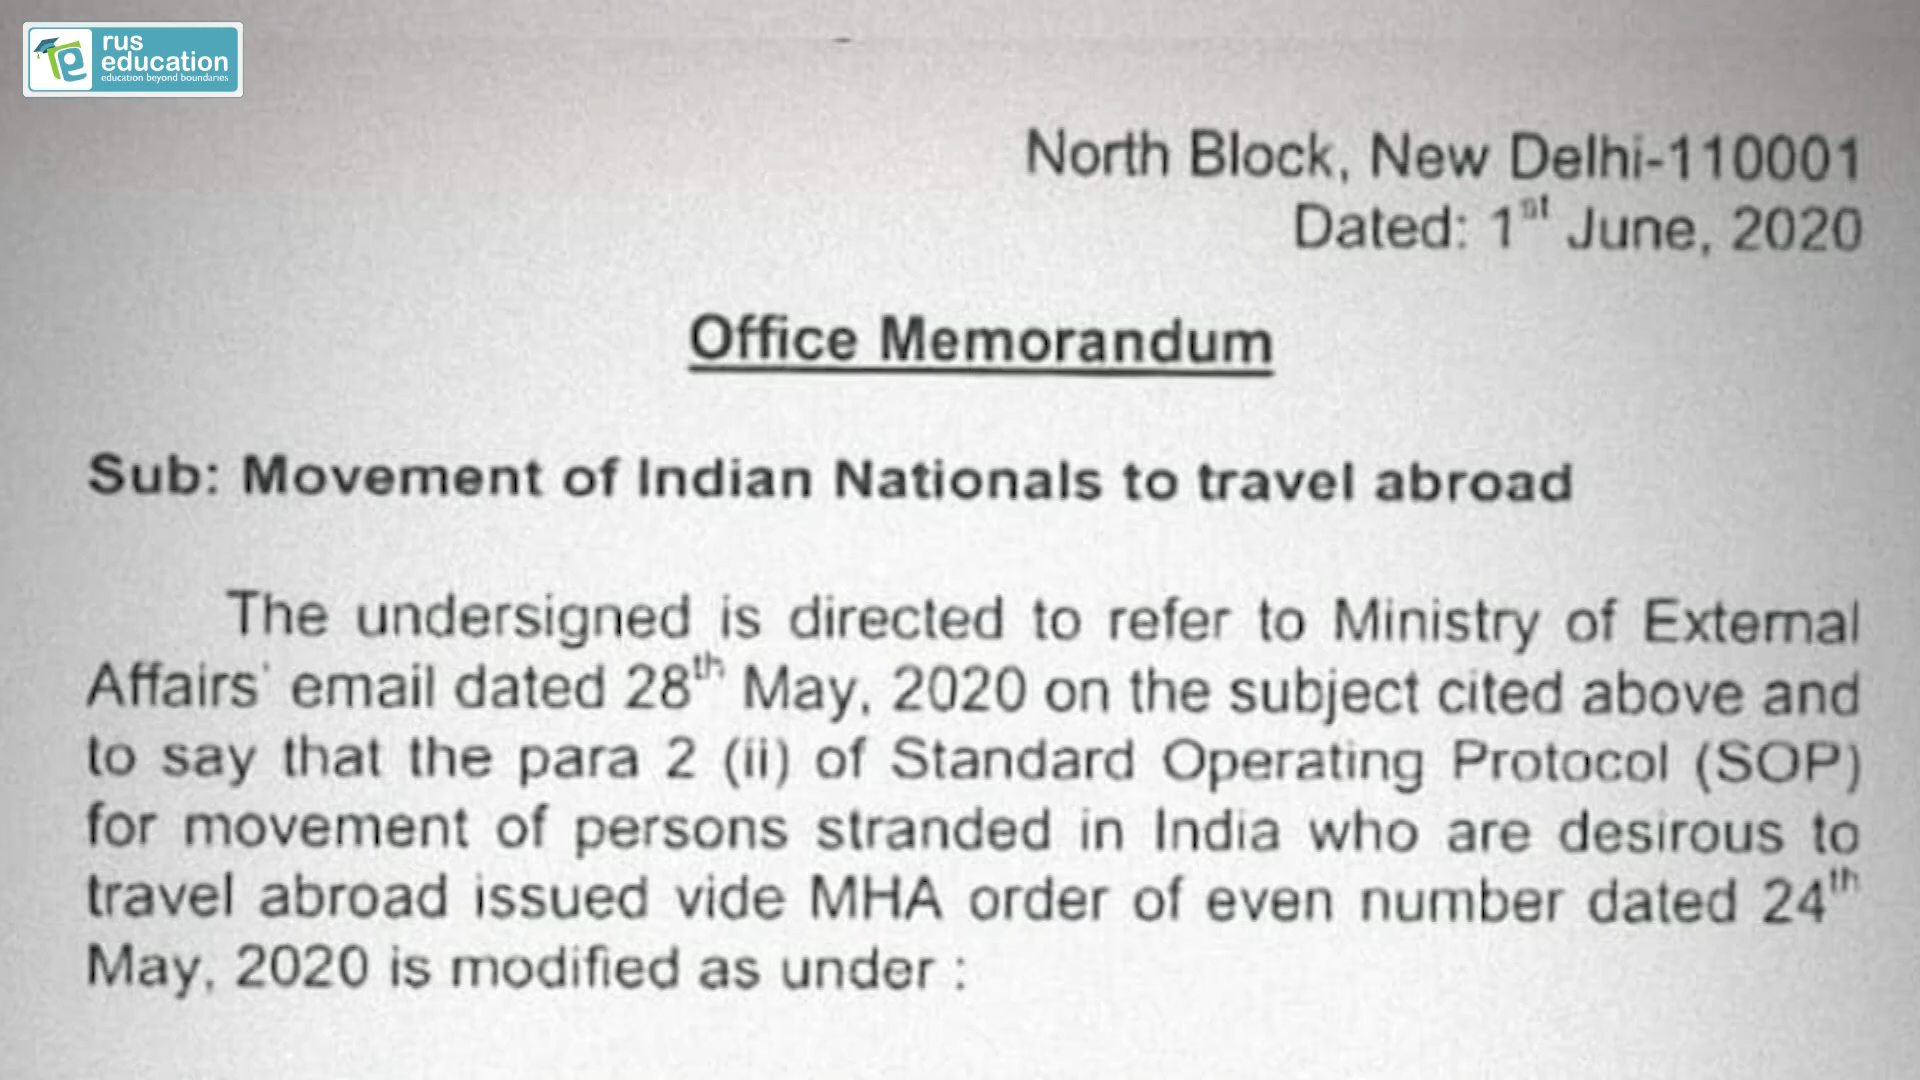 rus
education
education beyond boundaries
North Block, New Delhi-110001
Dated: 1st June, 2020
Office Memorandum
Sub: Movement of Indian Nationals to travel abroad
The undersigned is directed to refer to Ministry of External
Affairs' email dated 28th May, 2020 on the subject cited above and
to say that the para 2 (ii) of Standard Operating Protocol (SOP)
for movement of persons stranded in India who are desirous to
travel abroad issued vide MHA order of even number dated 24th
May, 2020 is modified as under :